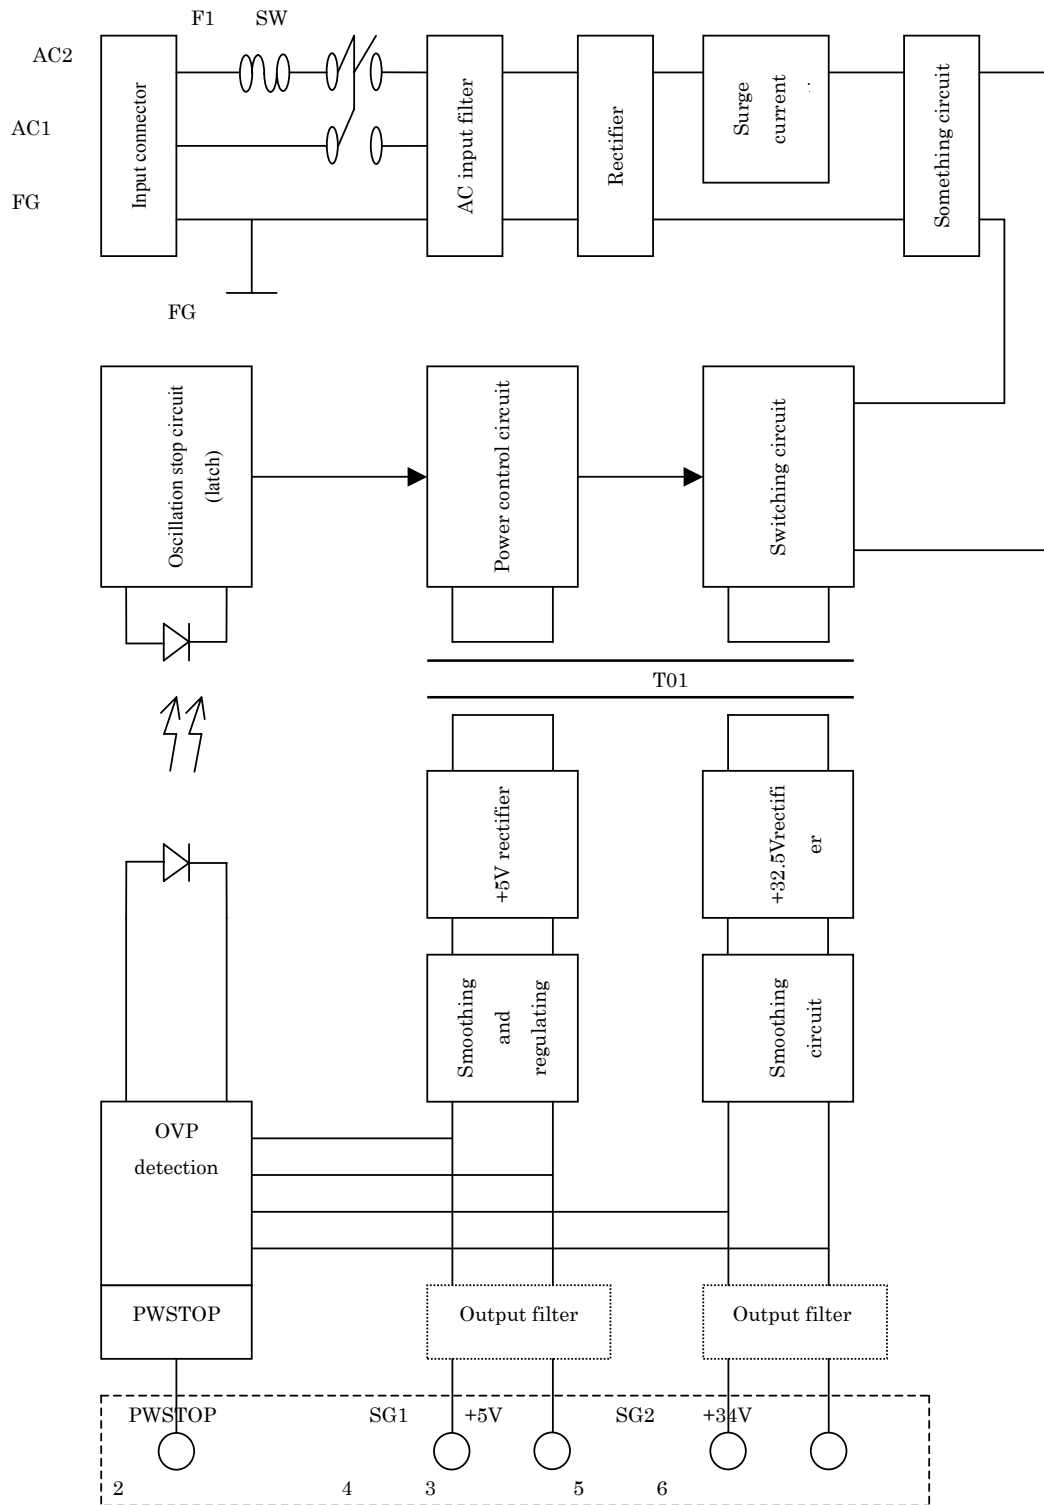 F1 SW
AC2
AC1
FG
Input connector
AC input filter
Rectifier
Surge
current
Something circuit
FG
Oscillation stop circuit
(latch)
Power control circuit
Switching circuit
T01
+5V rectifier
+32.5Vrectifi
er
Smoothing
and
regulating
Smoothing
circuit
OVP
detection
PWSTOP
Output filter
Output filter
PWSTOP SG1 +5V SG2 +34V
2 4 3 5 6